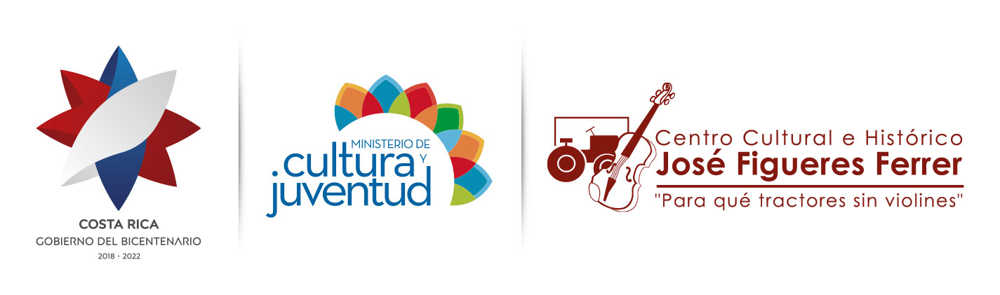 COSTA RICA
GOBIERNO DEL BICENTENARIO
2018 · 2022
MINISTERIO DE
cultura y
juventud
Centro Cultural e Histórico
José Figueres Ferrer
"Para qué tractores sin violines"